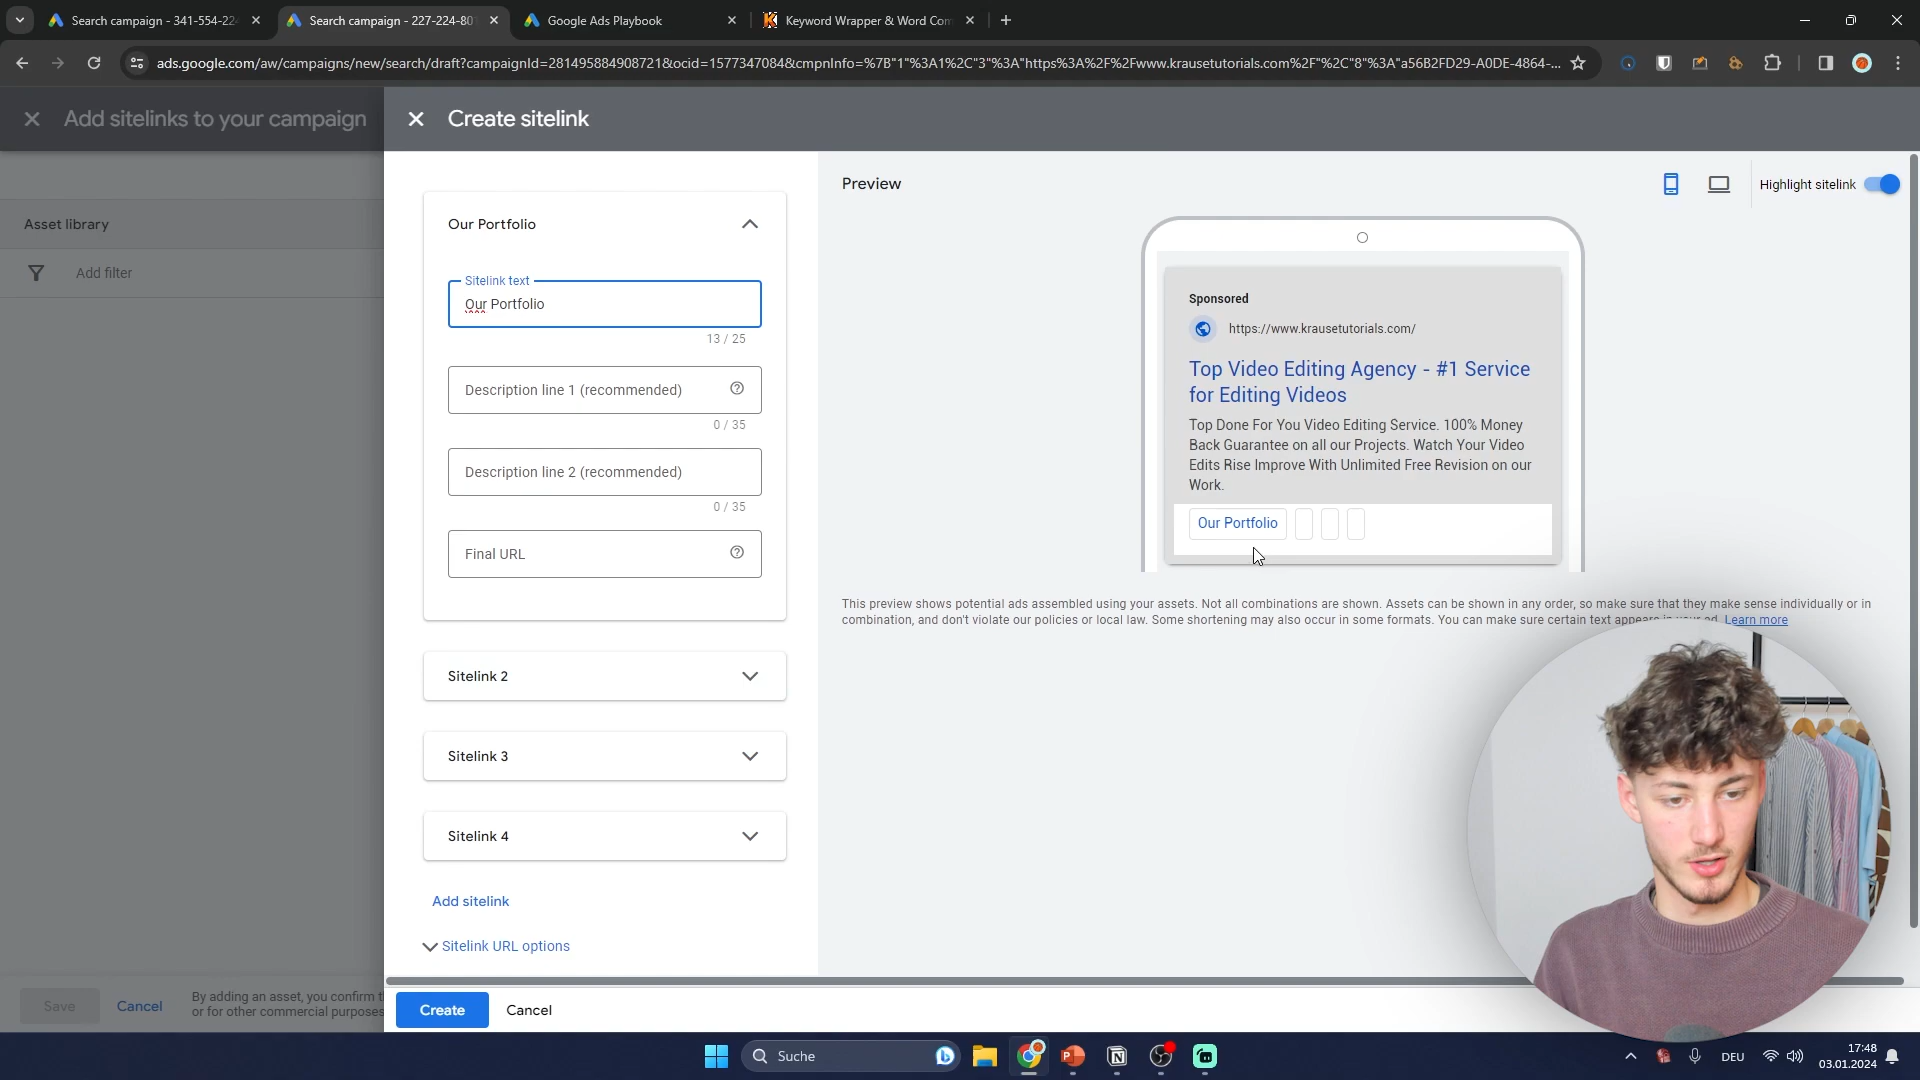 Search campaign - 341-554-224
Search campaign - 227-224-801
Google Ads Playbook
Keyword Wrapper & Word Com
ads.google.com/aw/campaigns/new/search/draft?campaignId=281495884908721&ocid=1577347084&cmpnInfo=%7B"1"%3A1%2C"3"%3A"https%3A%2F%2Fwww.krausetutorials.com%2F"%2C"8"%3A"a56B2FD29-A0DE-4864-...
Add sitelinks to your campaign
Create sitelink
Asset library
Add filter
Our Portfolio
Sitelink text
Our Portfolio
13 / 25
Description line 1 (recommended)
0 / 35
Description line 2 (recommended)
0 / 35
Final URL
Sitelink 2
Sitelink 3
Sitelink 4
Add sitelink
Sitelink URL options
Preview
Highlight sitelink
Sponsored
https://www.krausetutorials.com/
Top Video Editing Agency - #1 Service
for Editing Videos
Top Done For You Video Editing Service. 100% Money
Back Guarantee on all our Projects. Watch Your Video
Edits Rise Improve With Unlimited Free Revision on our
Work.
Our Portfolio
This preview shows potential ads assembled using your assets. Not all combinations are shown. Assets can be shown in any order, so make sure that they make sense individually or in
combination, and don't violate our policies or local law. Some shortening may also occur in some formats. You can make sure certain text appears in your ad. Learn more
Save
Cancel
By adding an asset, you confirm t
or for other commercial purposes
Create
Cancel
Suche
DEU
17:48
03.01.2024